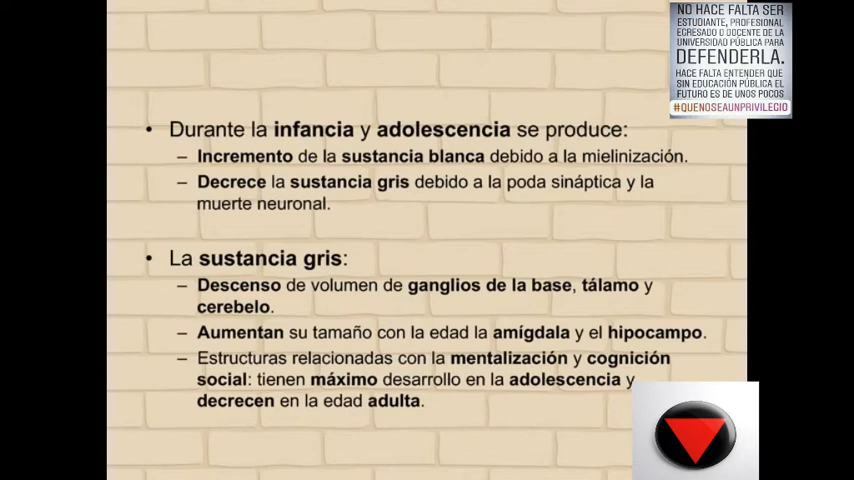 NO HACE FALTA SER
ESTUDIANTE, PROFESIONAL
EGRESADO O DOCENTE DE LA
UNIVERSIDAD PÚBLICA PARA
DEFENDERLA.
HACE FALTA ENTENDER QUE
SIN EDUCACIÓN PÚBLICA EL
FUTURO ES DE UNOS POCOS
#QUENOSEAUNPRIVILEGIO
• Durante la infancia y adolescencia se produce:
– Incremento de la sustancia blanca debido a la mielinización.
– Decrece la sustancia gris debido a la poda sináptica y la
muerte neuronal.
• La sustancia gris:
– Descenso de volumen de ganglios de la base, tálamo y
cerebelo.
– Aumentan su tamaño con la edad la amígdala y el hipocampo.
– Estructuras relacionadas con la mentalización y cognición
social: tienen máximo desarrollo en la adolescencia y
decrecen en la edad adulta.